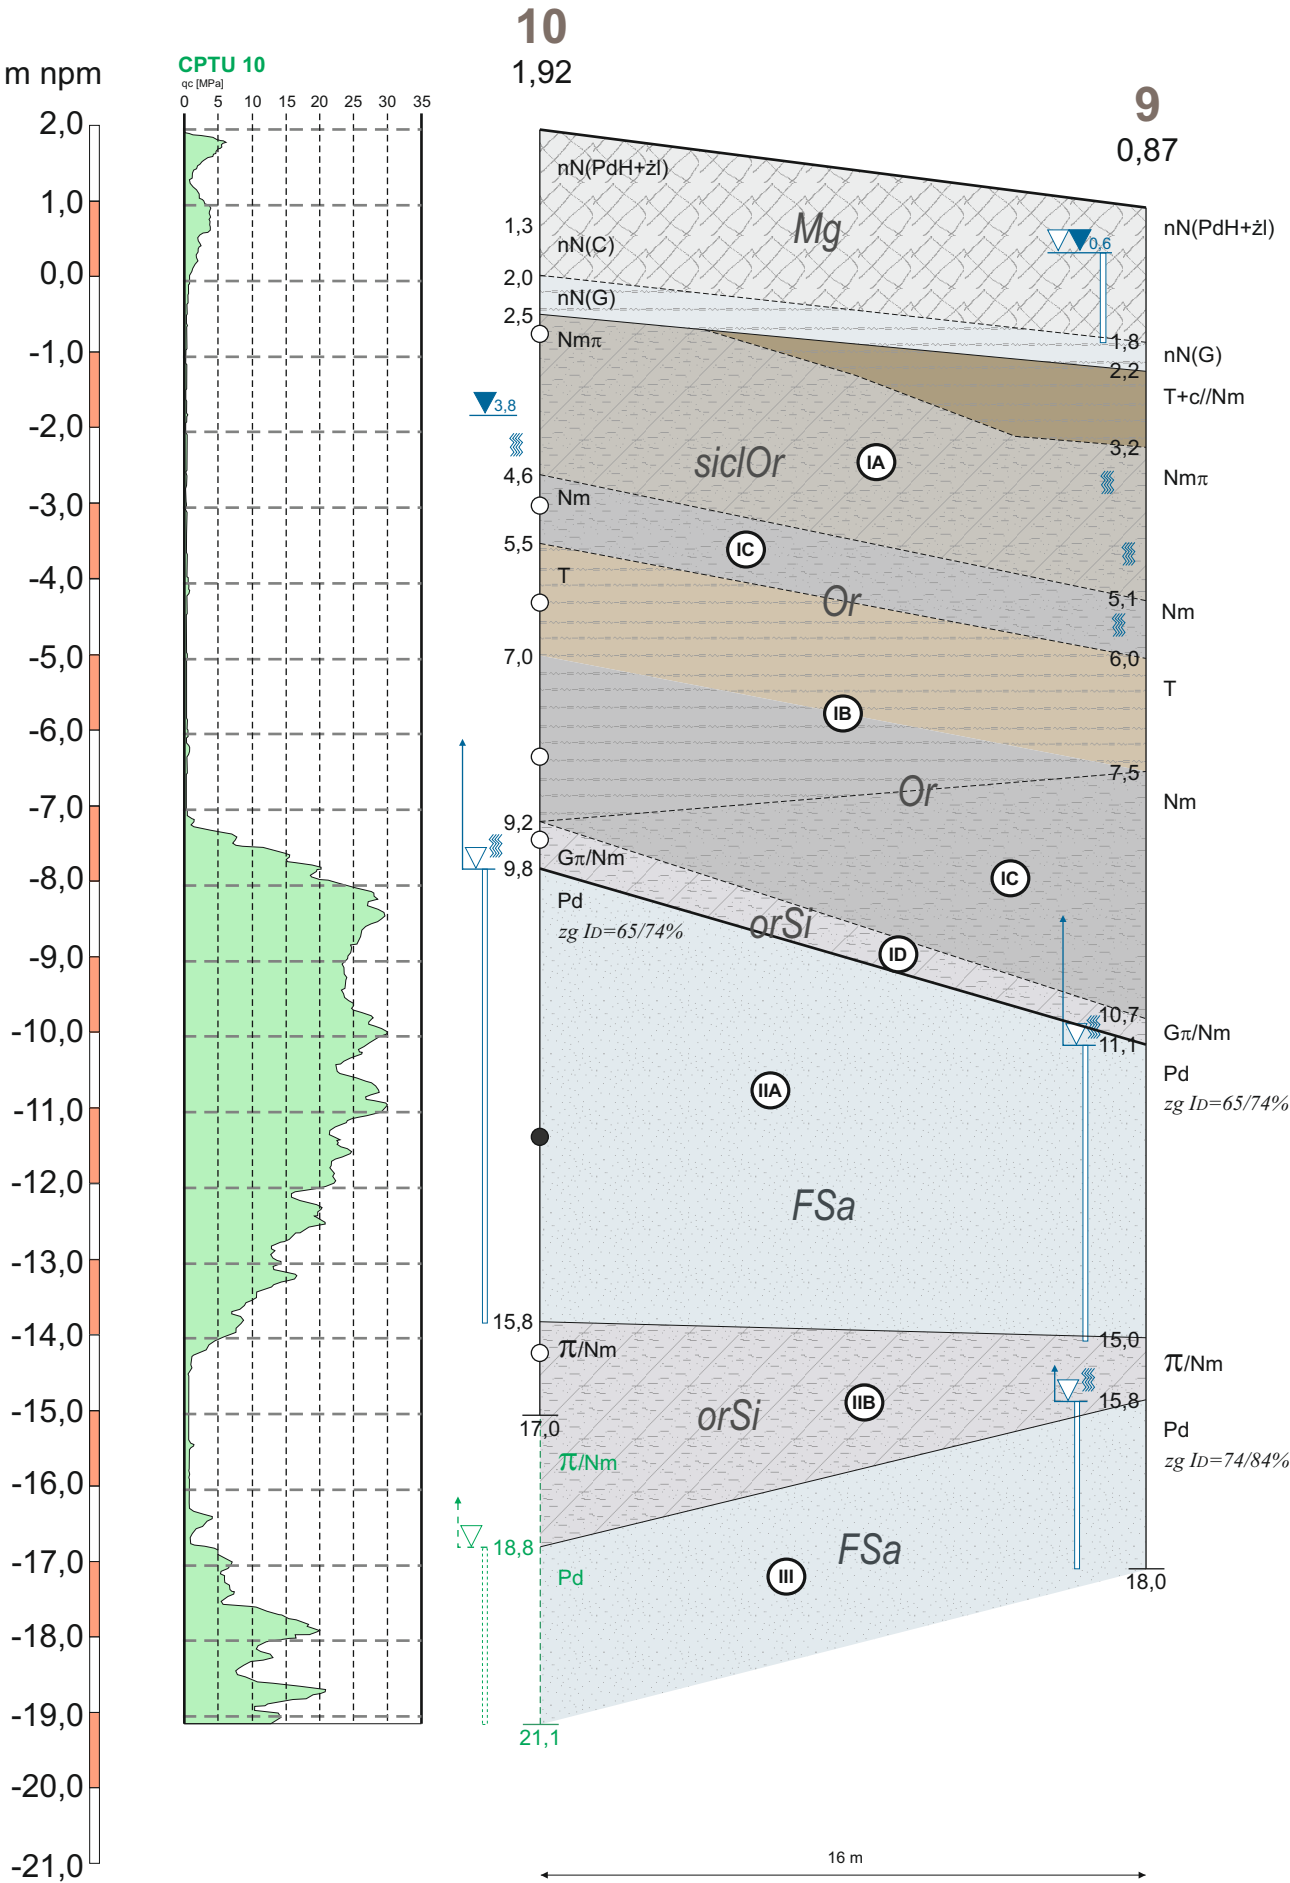 10
1,92
9
0,87
m npm
CPTU 10
qc [MPa]
0 5 10 15 20 25 30 35
2,0
1,0
0,0
-1,0
-2,0
-3,0
-4,0
-5,0
-6,0
-7,0
-8,0
-9,0
-10,0
-11,0
-12,0
-13,0
-14,0
-15,0
-16,0
-17,0
-18,0
-19,0
-20,0
-21,0
nN(PdH+żl)
1,3
nN(C)
2,0
nN(G)
2,5
Nmπ
3,8
4,6
Nm
5,5
T
7,0
9,2
Gπ/Nm
9,8
Pd
zg ID=65/74%
15,8
π/Nm
17,0
π/Nm
18,8
Pd
21,1
Mg
siclOr
IA
IC
Or
IB
Or
IC
orSi
ID
IIA
FSa
orSi
IIB
FSa
III
nN(PdH+żl)
0,6
1,8
nN(G)
2,2
T+c//Nm
3,2
Nmπ
5,1
Nm
6,0
T
7,5
Nm
10,7
Gπ/Nm
11,1
Pd
zg ID=65/74%
15,0
π/Nm
15,8
Pd
zg ID=74/84%
18,0
16 m